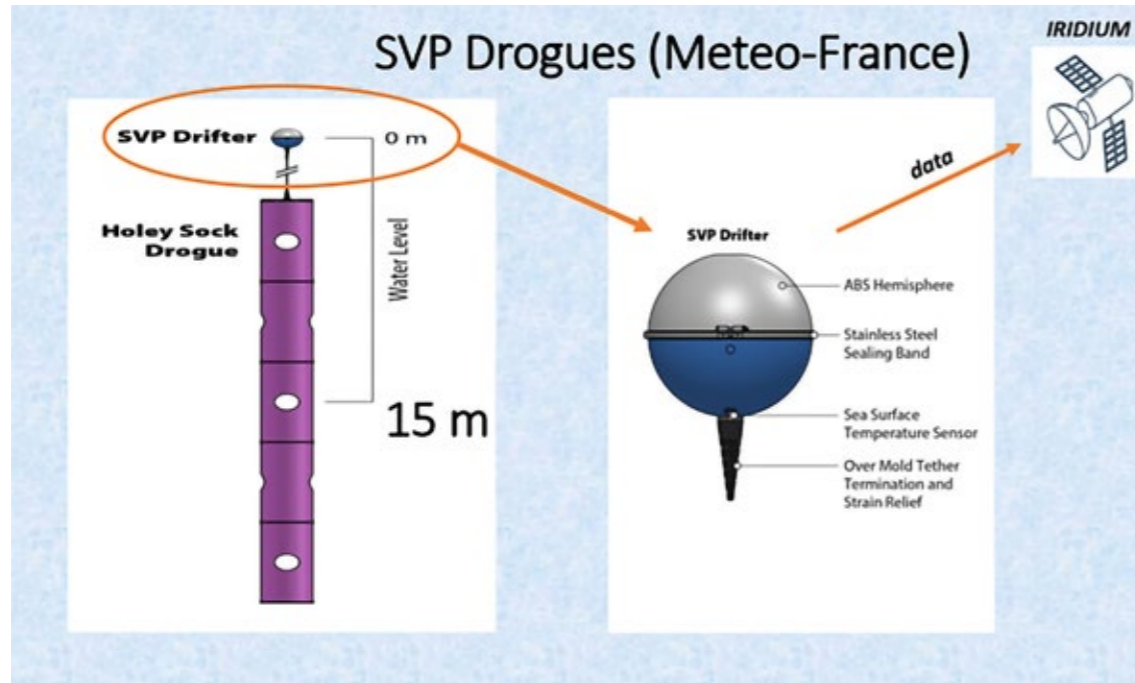 SVP Drogues (Meteo-France)
IRIDIUM
SVP Drifter
0 m
Holey Sock
Drogue
Water Level
15 m
data
SVP Drifter
ABS Hemisphere
Stainless Steel
Sealing Band
Sea Surface
Temperature Sensor
Over Mold Tether
Termination and
Strain Relief